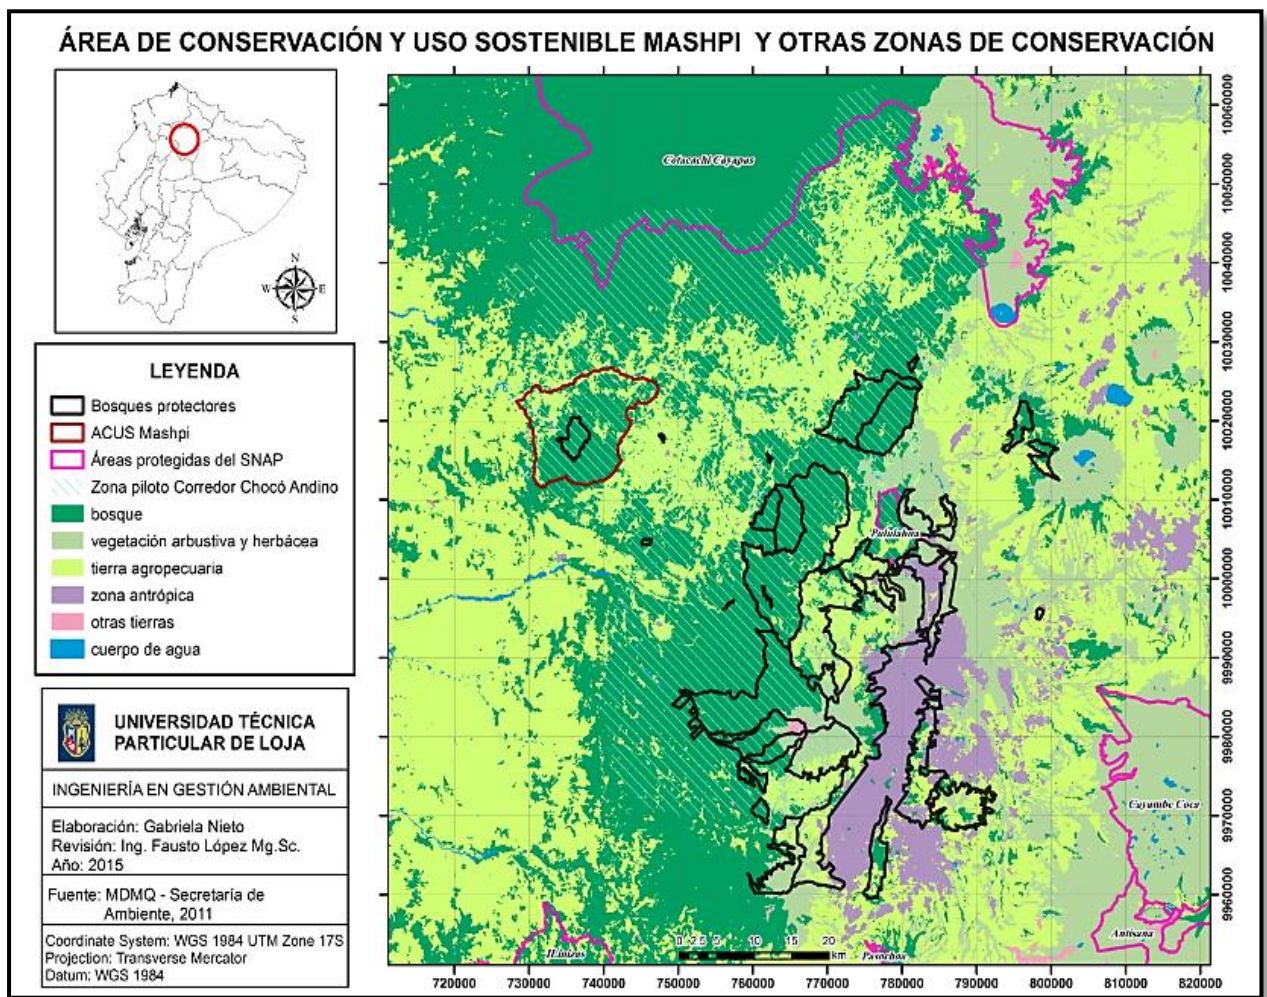 ÁREA DE CONSERVACIÓN Y USO SOSTENIBLE MASHPI Y OTRAS ZONAS DE CONSERVACIÓN
N
W E
S
LEYENDA
Bosques protectores
ACUS Mashpi
Áreas protegidas del SNAP
Zona piloto Corredor Chocó Andino
bosque
vegetación arbustiva y herbácea
tierra agropecuaria
zona antrópica
otras tierras
cuerpo de agua
UNIVERSIDAD TÉCNICA
PARTICULAR DE LOJA
INGENIERÍA EN GESTIÓN AMBIENTAL
Elaboración: Gabriela Nieto
Revisión: Ing. Fausto López Mg.Sc.
Año: 2015
Fuente: MDMQ - Secretaría de
Ambiente, 2011
Coordinate System: WGS 1984 UTM Zone 17S
Projection: Transverse Mercator
Datum: WGS 1984
Cotacachi Cayapas
Pululahua
Cayambe Coca
Antisana
Illinizas
Pasochoa
0 2.5 5 10 15 20
km
10060000
10050000
10040000
10030000
10020000
10010000
10000000
9990000
9980000
9970000
9960000
720000 730000 740000 750000 760000 770000 780000 790000 800000 810000 820000